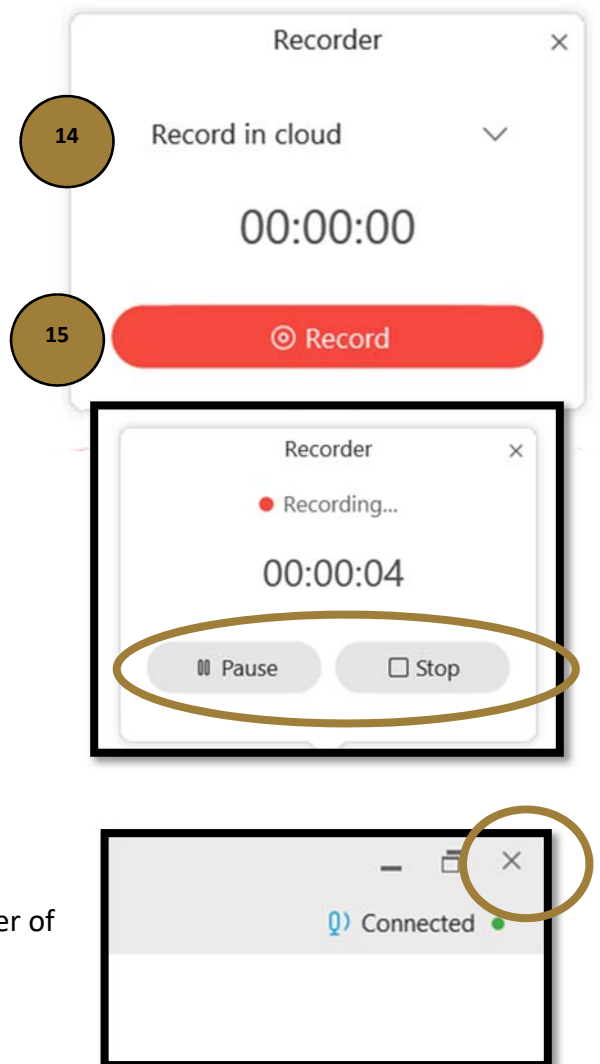 Recorder
14
Record in cloud
00:00:00
15
Record
Recorder
Recording...
00:00:04
Pause
Stop
Connected
er of